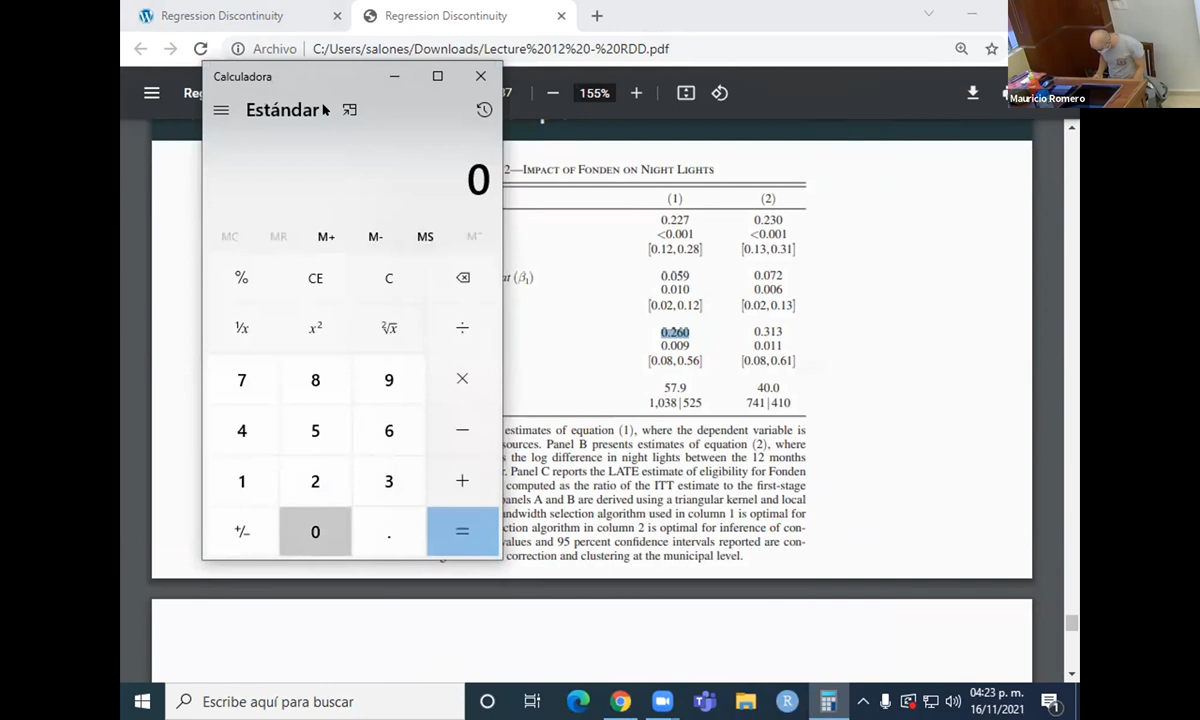 Regression Discontinuity
Regression Discontinuity
Archivo
C:/Users/salones/Downloads/Lecture%2012%20-%20RDD.pdf
Mauricio Romero
Reg
37
155%
Calculadora
Estándar
0
MC MR M+ M- MS M˅
% CE C
¹/x x² ²√x ÷
7 8 9 ×
4 5 6 −
1 2 3 +
+/− 0 . =
2—Impact of Fonden on Night Lights
(1) (2)
0.227 0.230
<0.001 <0.001
[0.12, 0.28] [0.13, 0.31]
at (β₁) 0.059 0.072
0.010 0.006
[0.02, 0.12] [0.02, 0.13]
0.260 0.313
0.009 0.011
[0.08, 0.56] [0.08, 0.61]
57.9 40.0
1,038|525 741|410
estimates of equation (1), where the dependent variable is
sources. Panel B presents estimates of equation (2), where
s the log difference in night lights between the 12 months
r. Panel C reports the LATE estimate of eligibility for Fonden
computed as the ratio of the ITT estimate to the first-stage
anels A and B are derived using a triangular kernel and local
ndwidth selection algorithm used in column 1 is optimal for
ction algorithm in column 2 is optimal for inference of con-
values and 95 percent confidence intervals reported are con-
correction and clustering at the municipal level.
Escribe aquí para buscar
04:23 p. m.
16/11/2021
1